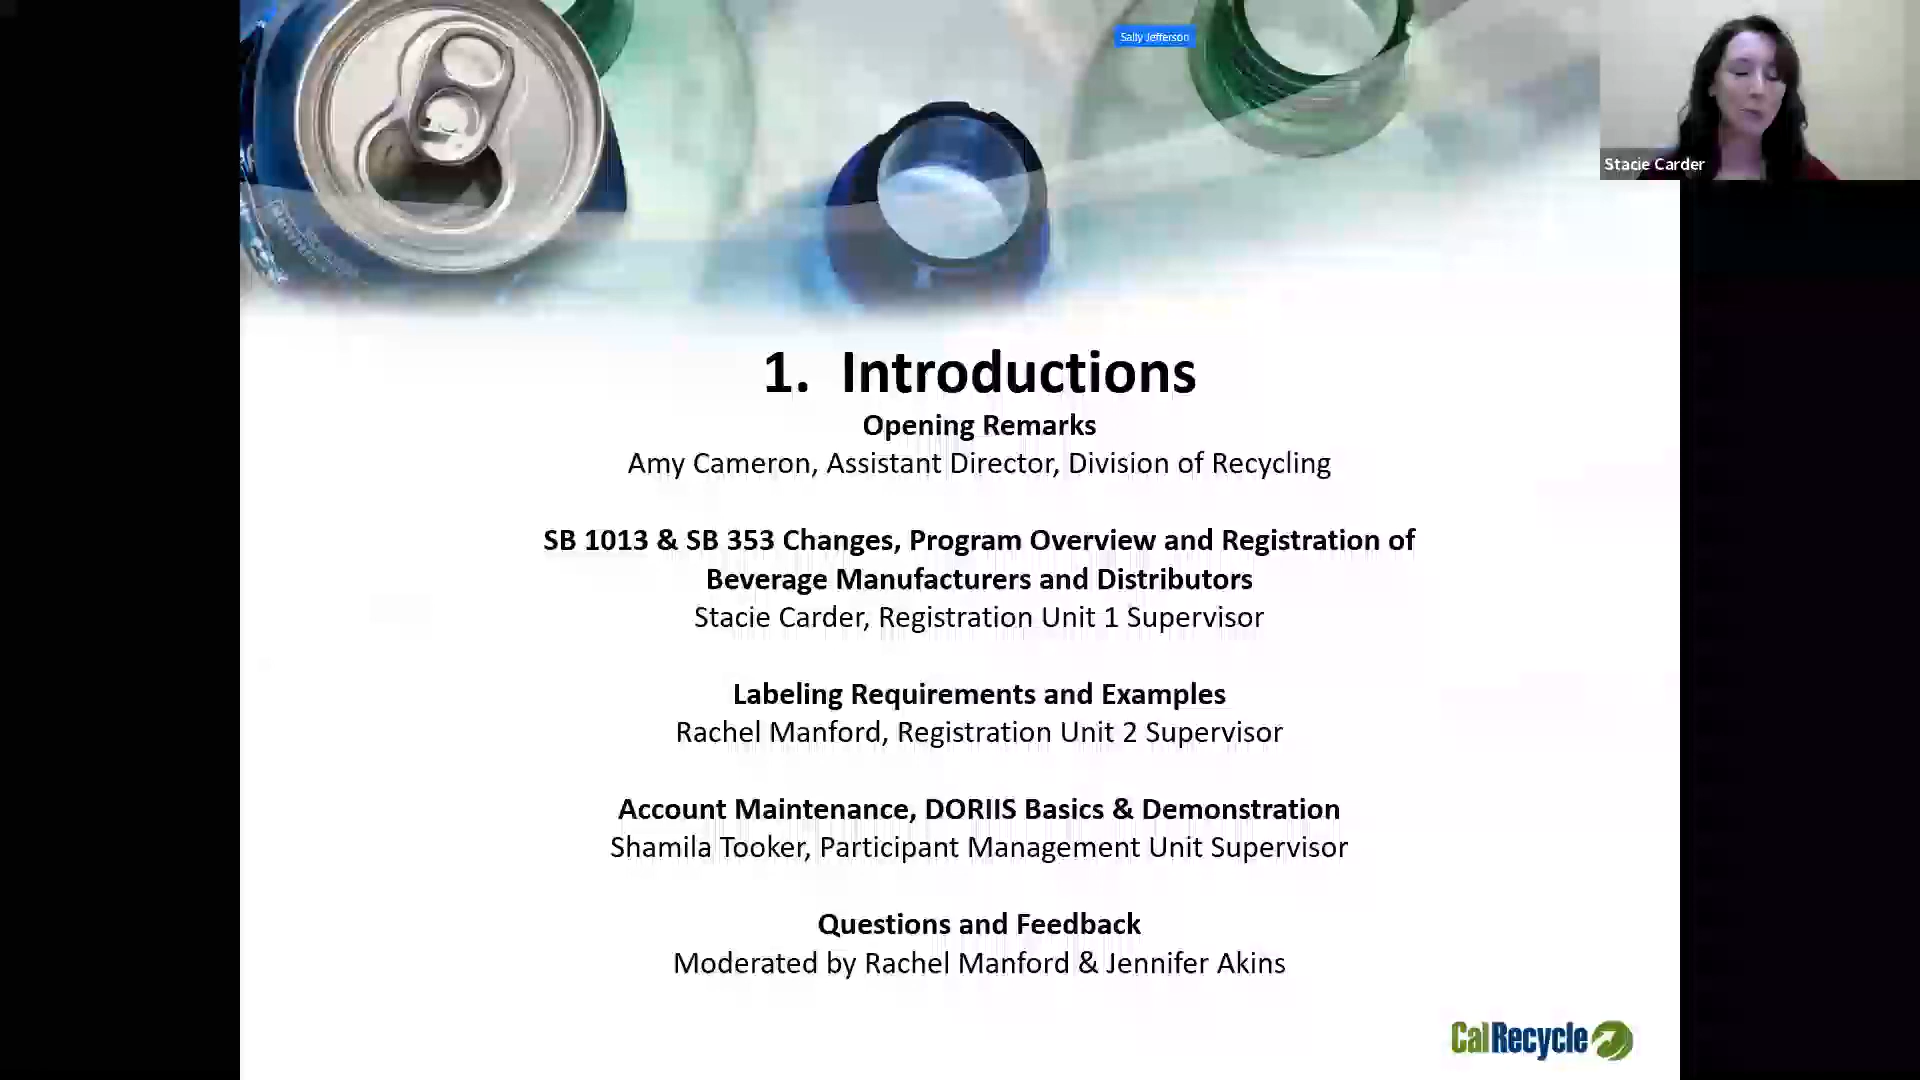 Sally Jefferson
Stacie Carder
1. Introductions
Opening Remarks
Amy Cameron, Assistant Director, Division of Recycling
SB 1013 & SB 353 Changes, Program Overview and Registration of
Beverage Manufacturers and Distributors
Stacie Carder, Registration Unit 1 Supervisor
Labeling Requirements and Examples
Rachel Manford, Registration Unit 2 Supervisor
Account Maintenance, DORIIS Basics & Demonstration
Shamila Tooker, Participant Management Unit Supervisor
Questions and Feedback
Moderated by Rachel Manford & Jennifer Akins
CalRecycle